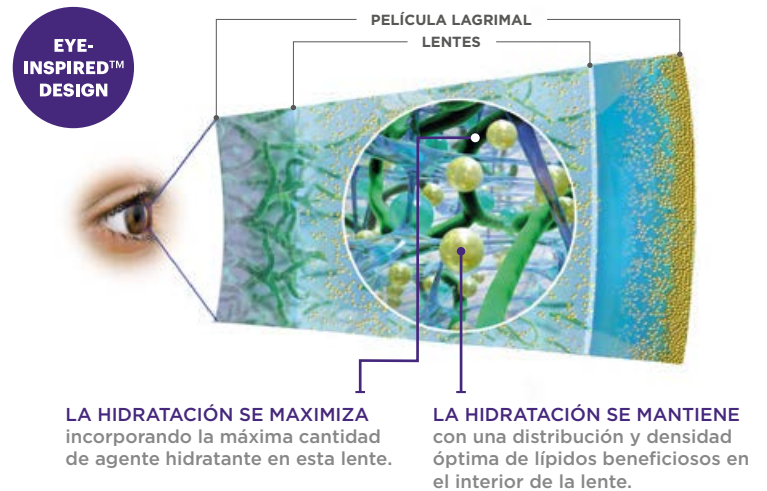 EYE-
INSPIRED™
DESIGN
PELÍCULA LAGRIMAL
LENTES
LA HIDRATACIÓN SE MAXIMIZA
incorporando la máxima cantidad
de agente hidratante en esta lente.
LA HIDRATACIÓN SE MANTIENE
con una distribución y densidad
óptima de lípidos beneficiosos en
el interior de la lente.